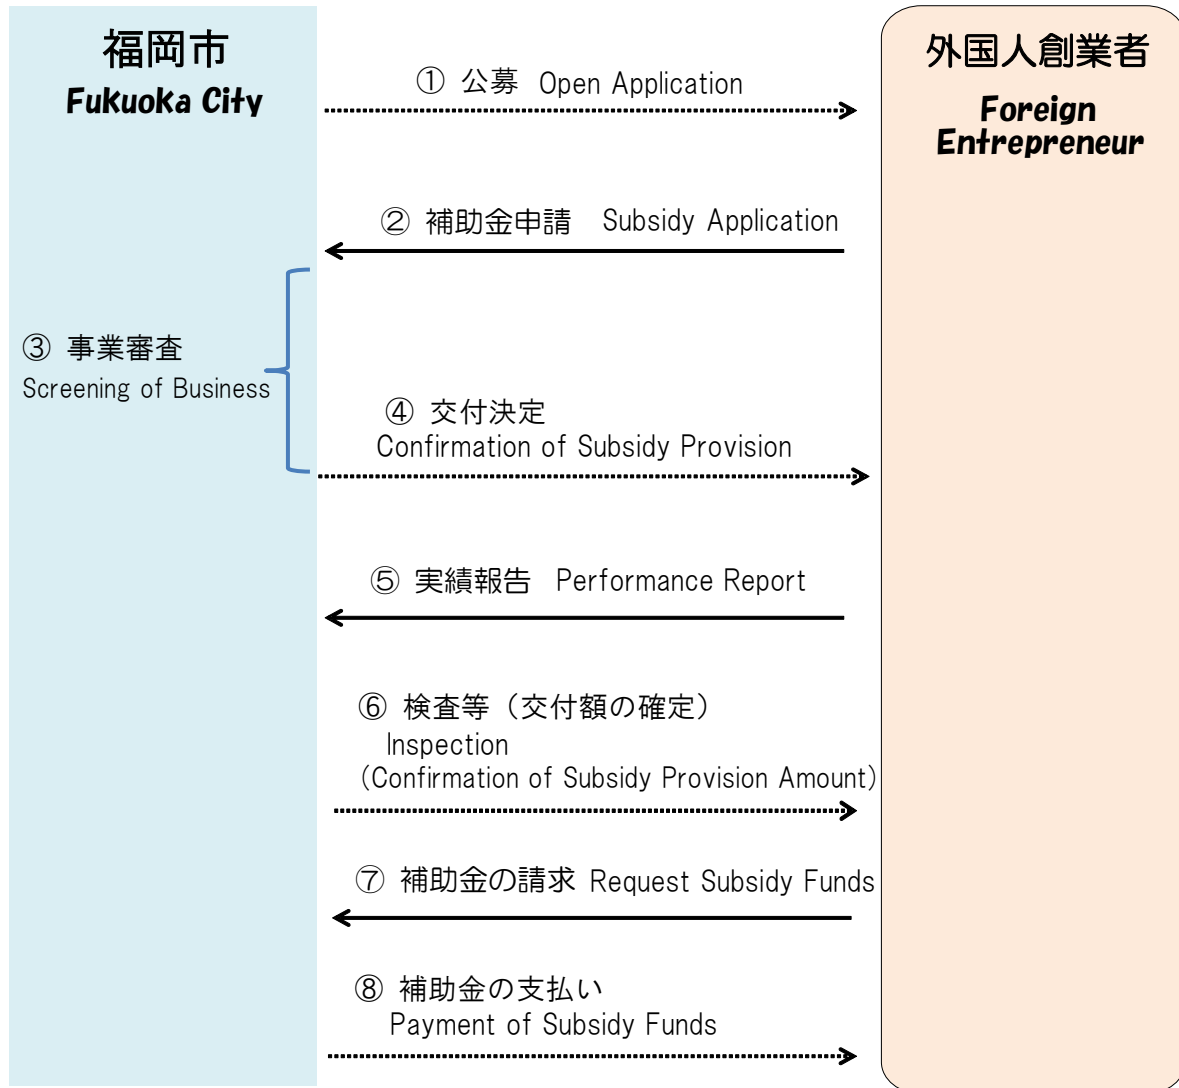 福岡市
Fukuoka City
外国人創業者
Foreign
Entrepreneur
① 公募 Open Application
② 補助金申請 Subsidy Application
③ 事業審査
Screening of Business
④ 交付決定
Confirmation of Subsidy Provision
⑤ 実績報告 Performance Report
⑥ 検査等（交付額の確定）
Inspection
(Confirmation of Subsidy Provision Amount)
⑦ 補助金の請求 Request Subsidy Funds
⑧ 補助金の支払い
Payment of Subsidy Funds